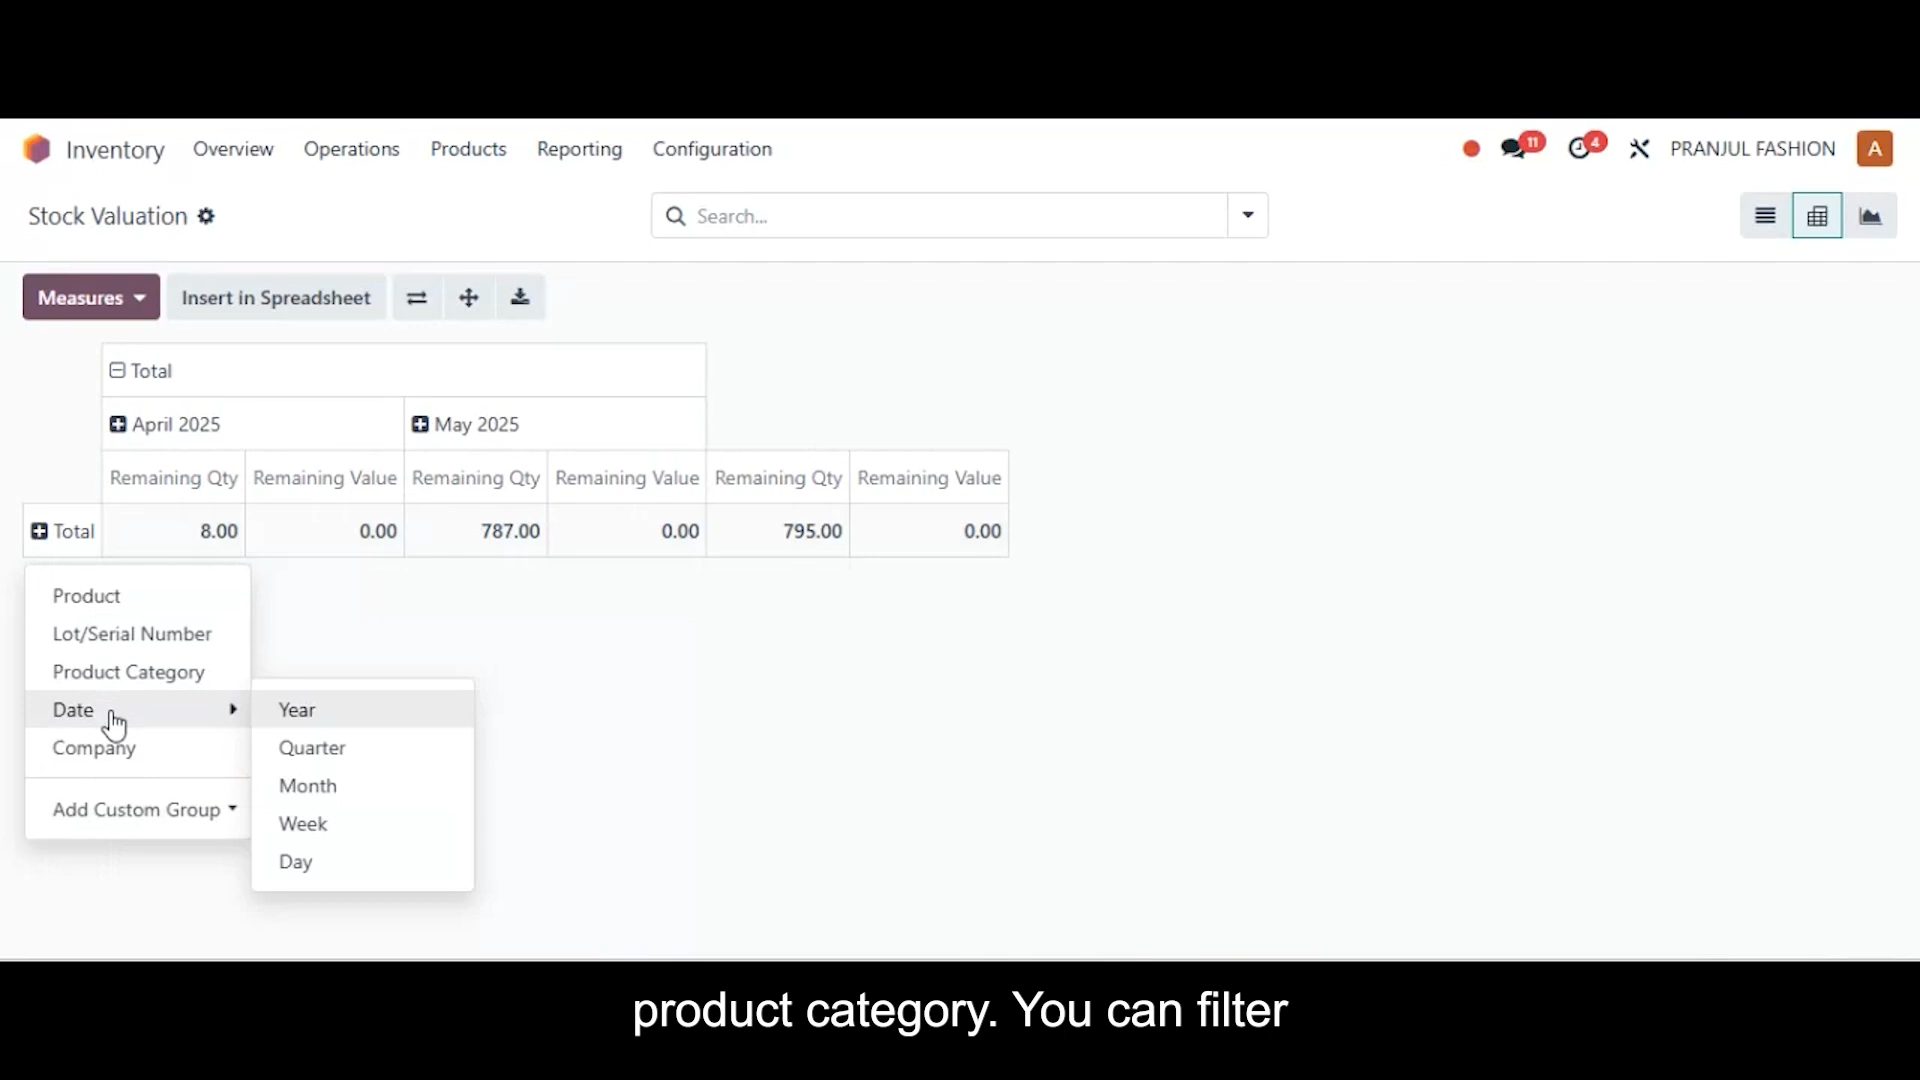 Inventory Overview Operations Products Reporting Configuration 11 4 PRANJUL FASHION A
Stock Valuation Search...
Measures Insert in Spreadsheet
Total
April 2025 May 2025
Remaining Qty Remaining Value Remaining Qty Remaining Value Remaining Qty Remaining Value
Total 8.00 0.00 787.00 0.00 795.00 0.00
Product
Lot/Serial Number
Product Category
Date
Company
Add Custom Group
Year
Quarter
Month
Week
Day
product category. You can filter